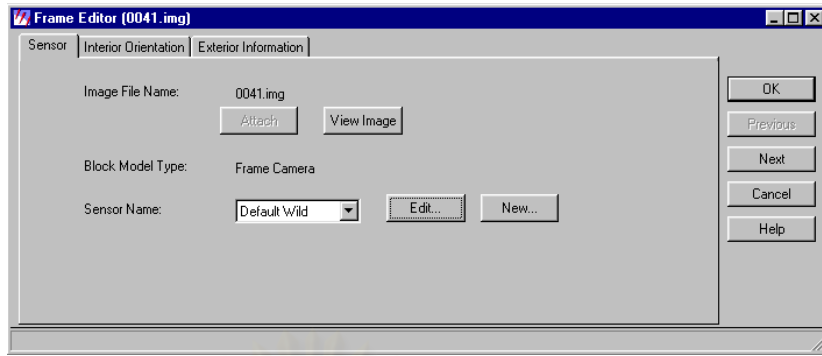 Frame Editor (0041.img)
Sensor Interior Orientation Exterior Information
Image File Name: 0041.img
Attach View Image
Block Model Type: Frame Camera
Sensor Name: Default Wild Edit... New...
OK
Previous
Next
Cancel
Help